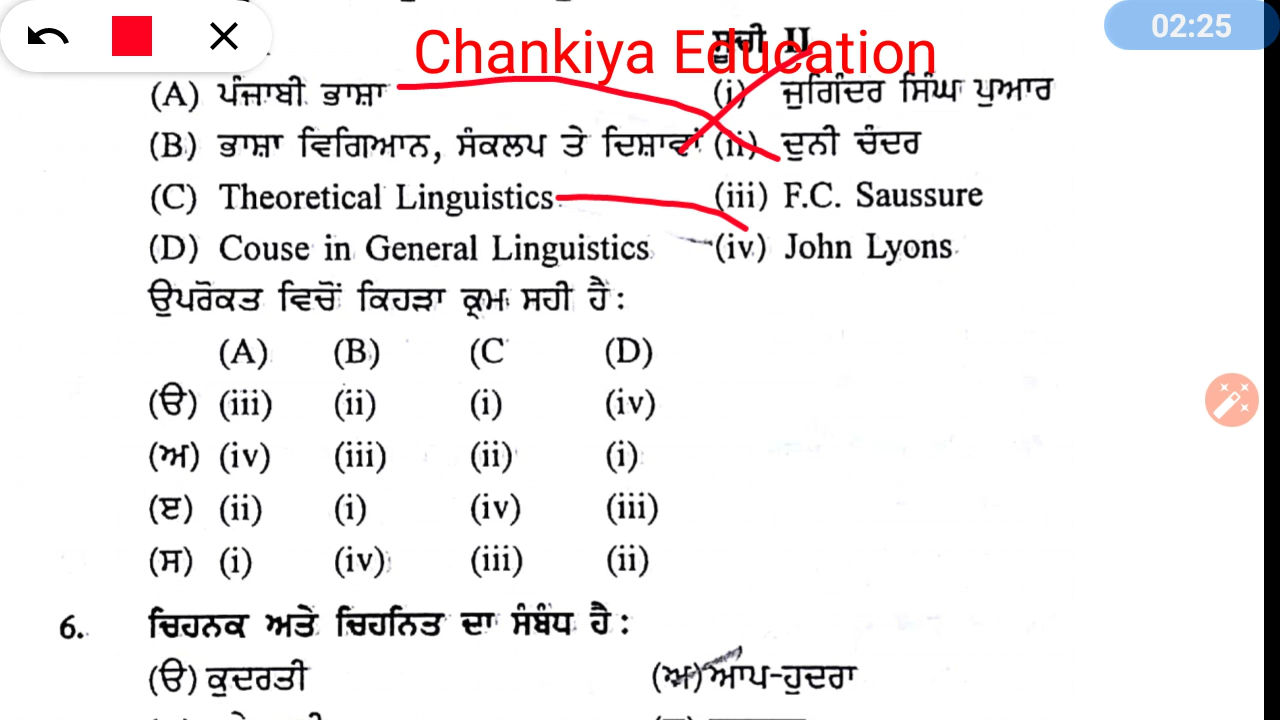 02:25
Chankiya Education
ਸੂਚੀ II
(A) ਪੰਜਾਬੀ ਭਾਸ਼ਾ (i) ਜੁਗਿੰਦਰ ਸਿੰਘ ਪੁਆਰ
(B) ਭਾਸ਼ਾ ਵਿਗਿਆਨ, ਸੰਕਲਪ ਤੇ ਦਿਸ਼ਾਵਾਂ (ii) ਦੁਨੀ ਚੰਦਰ
(C) Theoretical Linguistics (iii) F.C. Saussure
(D) Couse in General Linguistics (iv) John Lyons
ਉਪਰੋਕਤ ਵਿਚੋਂ ਕਿਹੜਾ ਕ੍ਰਮ ਸਹੀ ਹੈ :
(A) (B) (C (D)
(ੳ) (iii) (ii) (i) (iv)
(ਅ) (iv) (iii) (ii) (i)
(ੲ) (ii) (i) (iv) (iii)
(ਸ) (i) (iv) (iii) (ii)
6. ਚਿਹਨਕ ਅਤੇ ਚਿਹਨਿਤ ਦਾ ਸੰਬੰਧ ਹੈ :
(ੳ) ਕੁਦਰਤੀ (ਅ) ਆਪ-ਹੁਦਰਾ